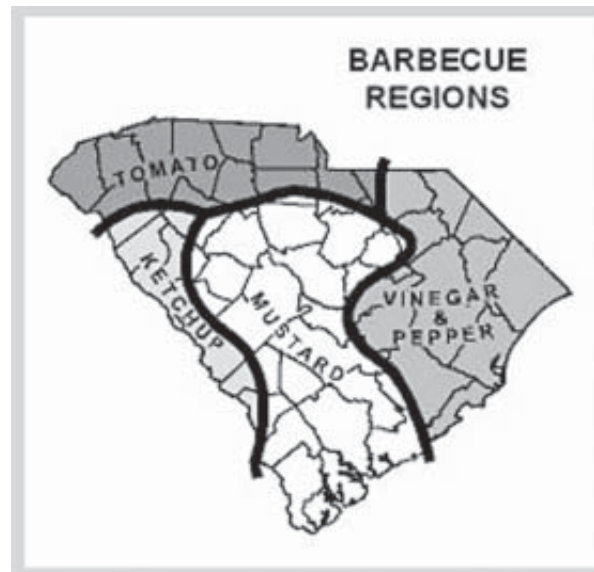 BARBECUE
REGIONS
TOMATO
KETCHUP
MUSTARD
VINEGAR
&
PEPPER